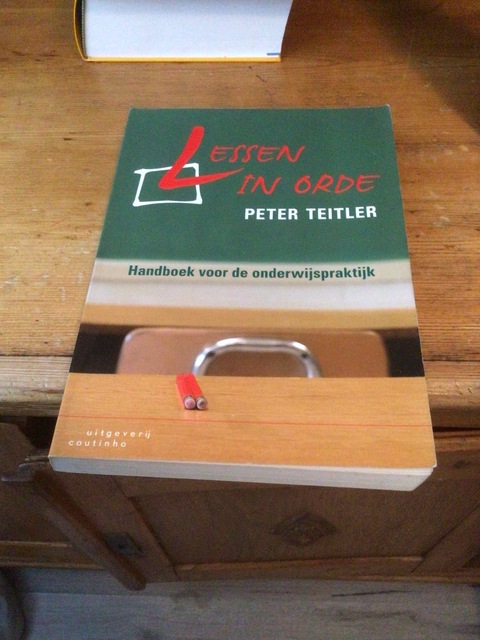 LESSEN
IN ORDE
PETER TEITLER
Handboek voor de onderwijspraktijk
uitgeverij
coutinho